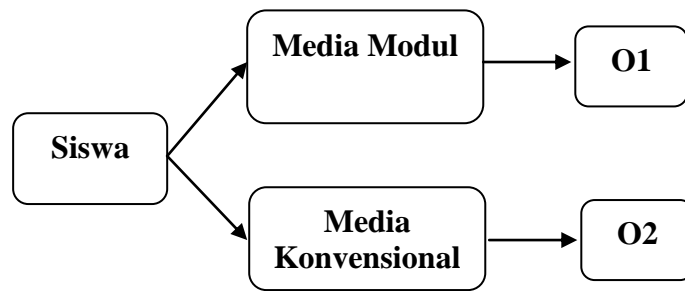 Media Modul
O1
Siswa
Media
Konvensional
O2